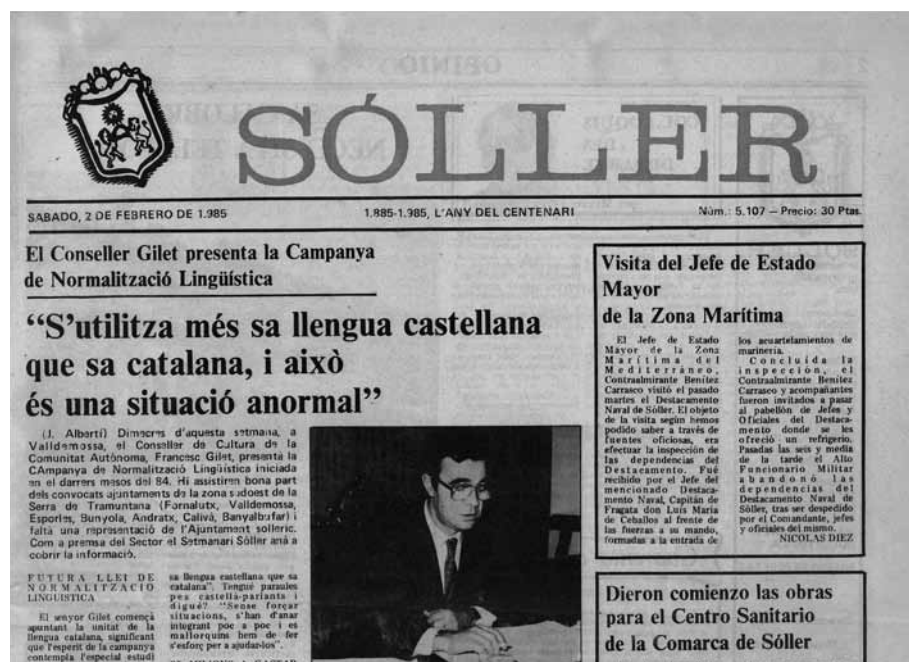 SÓLLER
SABADO, 2 DE FEBRERO DE 1.985
1.885-1.985, L'ANY DEL CENTENARI
Núm.: 5.107 — Precio: 30 Ptas.
El Conseller Gilet presenta la Campanya
de Normalització Lingüística
“S’utilitza més sa llengua castellana
que sa catalana, i això
és una situació anormal”
(J. Albertí) Dimecres d'aquesta setmana, a
Valldemossa, el Conseller de Cultura de la
Comunitat Autònoma, Francesc Gilet, presentà la
CAmpanya de Normalització Lingüística iniciada
en el darrers mesos del 84. Hi assistiren bona part
dels convocats ajuntaments de la zona sudoest de la
Serra de Tramuntana (Fornalutx, Valldemossa,
Esporles, Bunyola, Andratx, Calivà, Banyalbufar) i
faltà una representació de l'Ajuntament solleric.
Com a premsa del Sector el Setmanari Sóller anà a
cobrir la informació.
FUTURA LLEI DE
NORMALITZACIO
LINGUISTICA
El senyor Gilet començà
apuntant la unitat de la
llengua catalana, significant
que l'esperit de la campanya
contempla l'especial estudi
sa llengua castellana que sa
catalana”. Tengué paraules
pes castellà-parlants i
digué? “Sense forçar
situacions, s'han d'anar
integrant poc a poc i es
mallorquins hem de fer
s'esforç per a ajudar-los”.
Visita del Jefe de Estado
Mayor
de la Zona Marítima
El Jefe de Estado
Mayor de la Zona
Marítima del
Mediterráneo,
Contraalmirante Benítez
Carrasco visitó el pasado
martes el Destacamento
Naval de Sóller. El objeto
de la visita según hemos
podido saber a través de
fuentes oficiosas, era
efectuar la inspección de
las dependencias del
Destacamento. Fué
recibido por el Jefe del
mencionado Destaca-
mento Naval, Capitán de
Fragata don Luis María
de Ceballos al frente de
las fuerzas a su mando,
formadas a la entrada de
los acuartelamientos de
marinería.
Concluída la
inspección, el
Contraalmirante Benítez
Carrasco y acompañantes
fueron invitados a pasar
al pabellón de Jefes y
Oficiales del Destaca-
mento donde se les
ofreció un refrigerio.
Pasadas las seis y media
de la tarde el Alto
Funcionario Militar
abandonó las
dependencias del
Destacamento Naval de
Sóller, tras ser despedido
por el Comandante, jefes
y oficiales del mismo.
NICOLAS DIEZ
Dieron comienzo las obras
para el Centro Sanitario
de la Comarca de Sóller